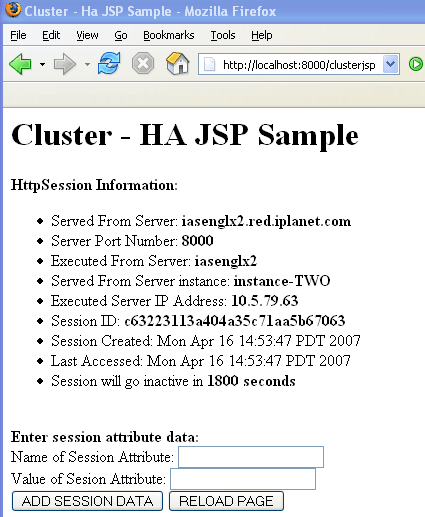 Cluster - Ha JSP Sample - Mozilla Firefox
File Edit View Go Bookmarks Tools Help
http://localhost:8000/clusterjsp
Cluster - HA JSP Sample
HttpSession Information:
Served From Server: iasenglx2.red.iplanet.com
Server Port Number: 8000
Executed From Server: iasenglx2
Served From Server instance: instance-TWO
Executed Server IP Address: 10.5.79.63
Session ID: c63223113a404a35c71aa5b67063
Session Created: Mon Apr 16 14:53:47 PDT 2007
Last Accessed: Mon Apr 16 14:53:47 PDT 2007
Session will go inactive in 1800 seconds
Enter session attribute data:
Name of Session Attribute:
Value of Sesion Attribute:
ADD SESSION DATA RELOAD PAGE